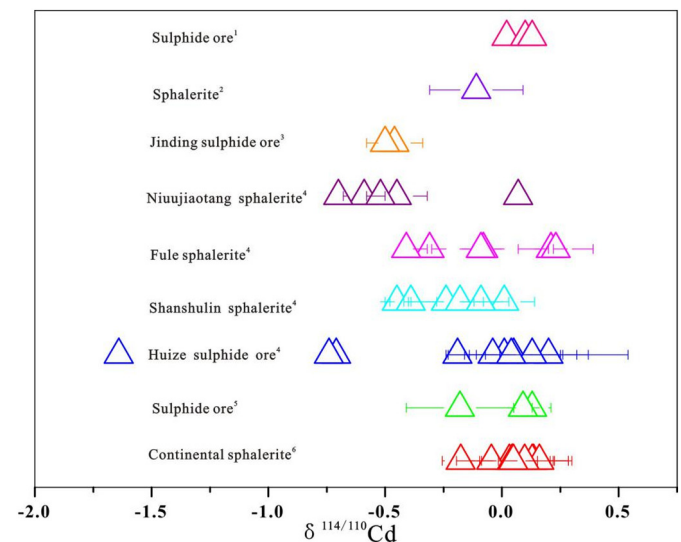 Sulphide ore¹
Sphalerite²
Jinding sulphide ore³
Niuujiaotang sphalerite⁴
Fule sphalerite⁴
Shanshulin sphalerite⁴
Huize sulphide ore⁴
Sulphide ore⁵
Continental sphalerite⁶
-2.0 -1.5 -1.0 -0.5 0.0 0.5
δ ¹¹⁴/¹¹⁰Cd